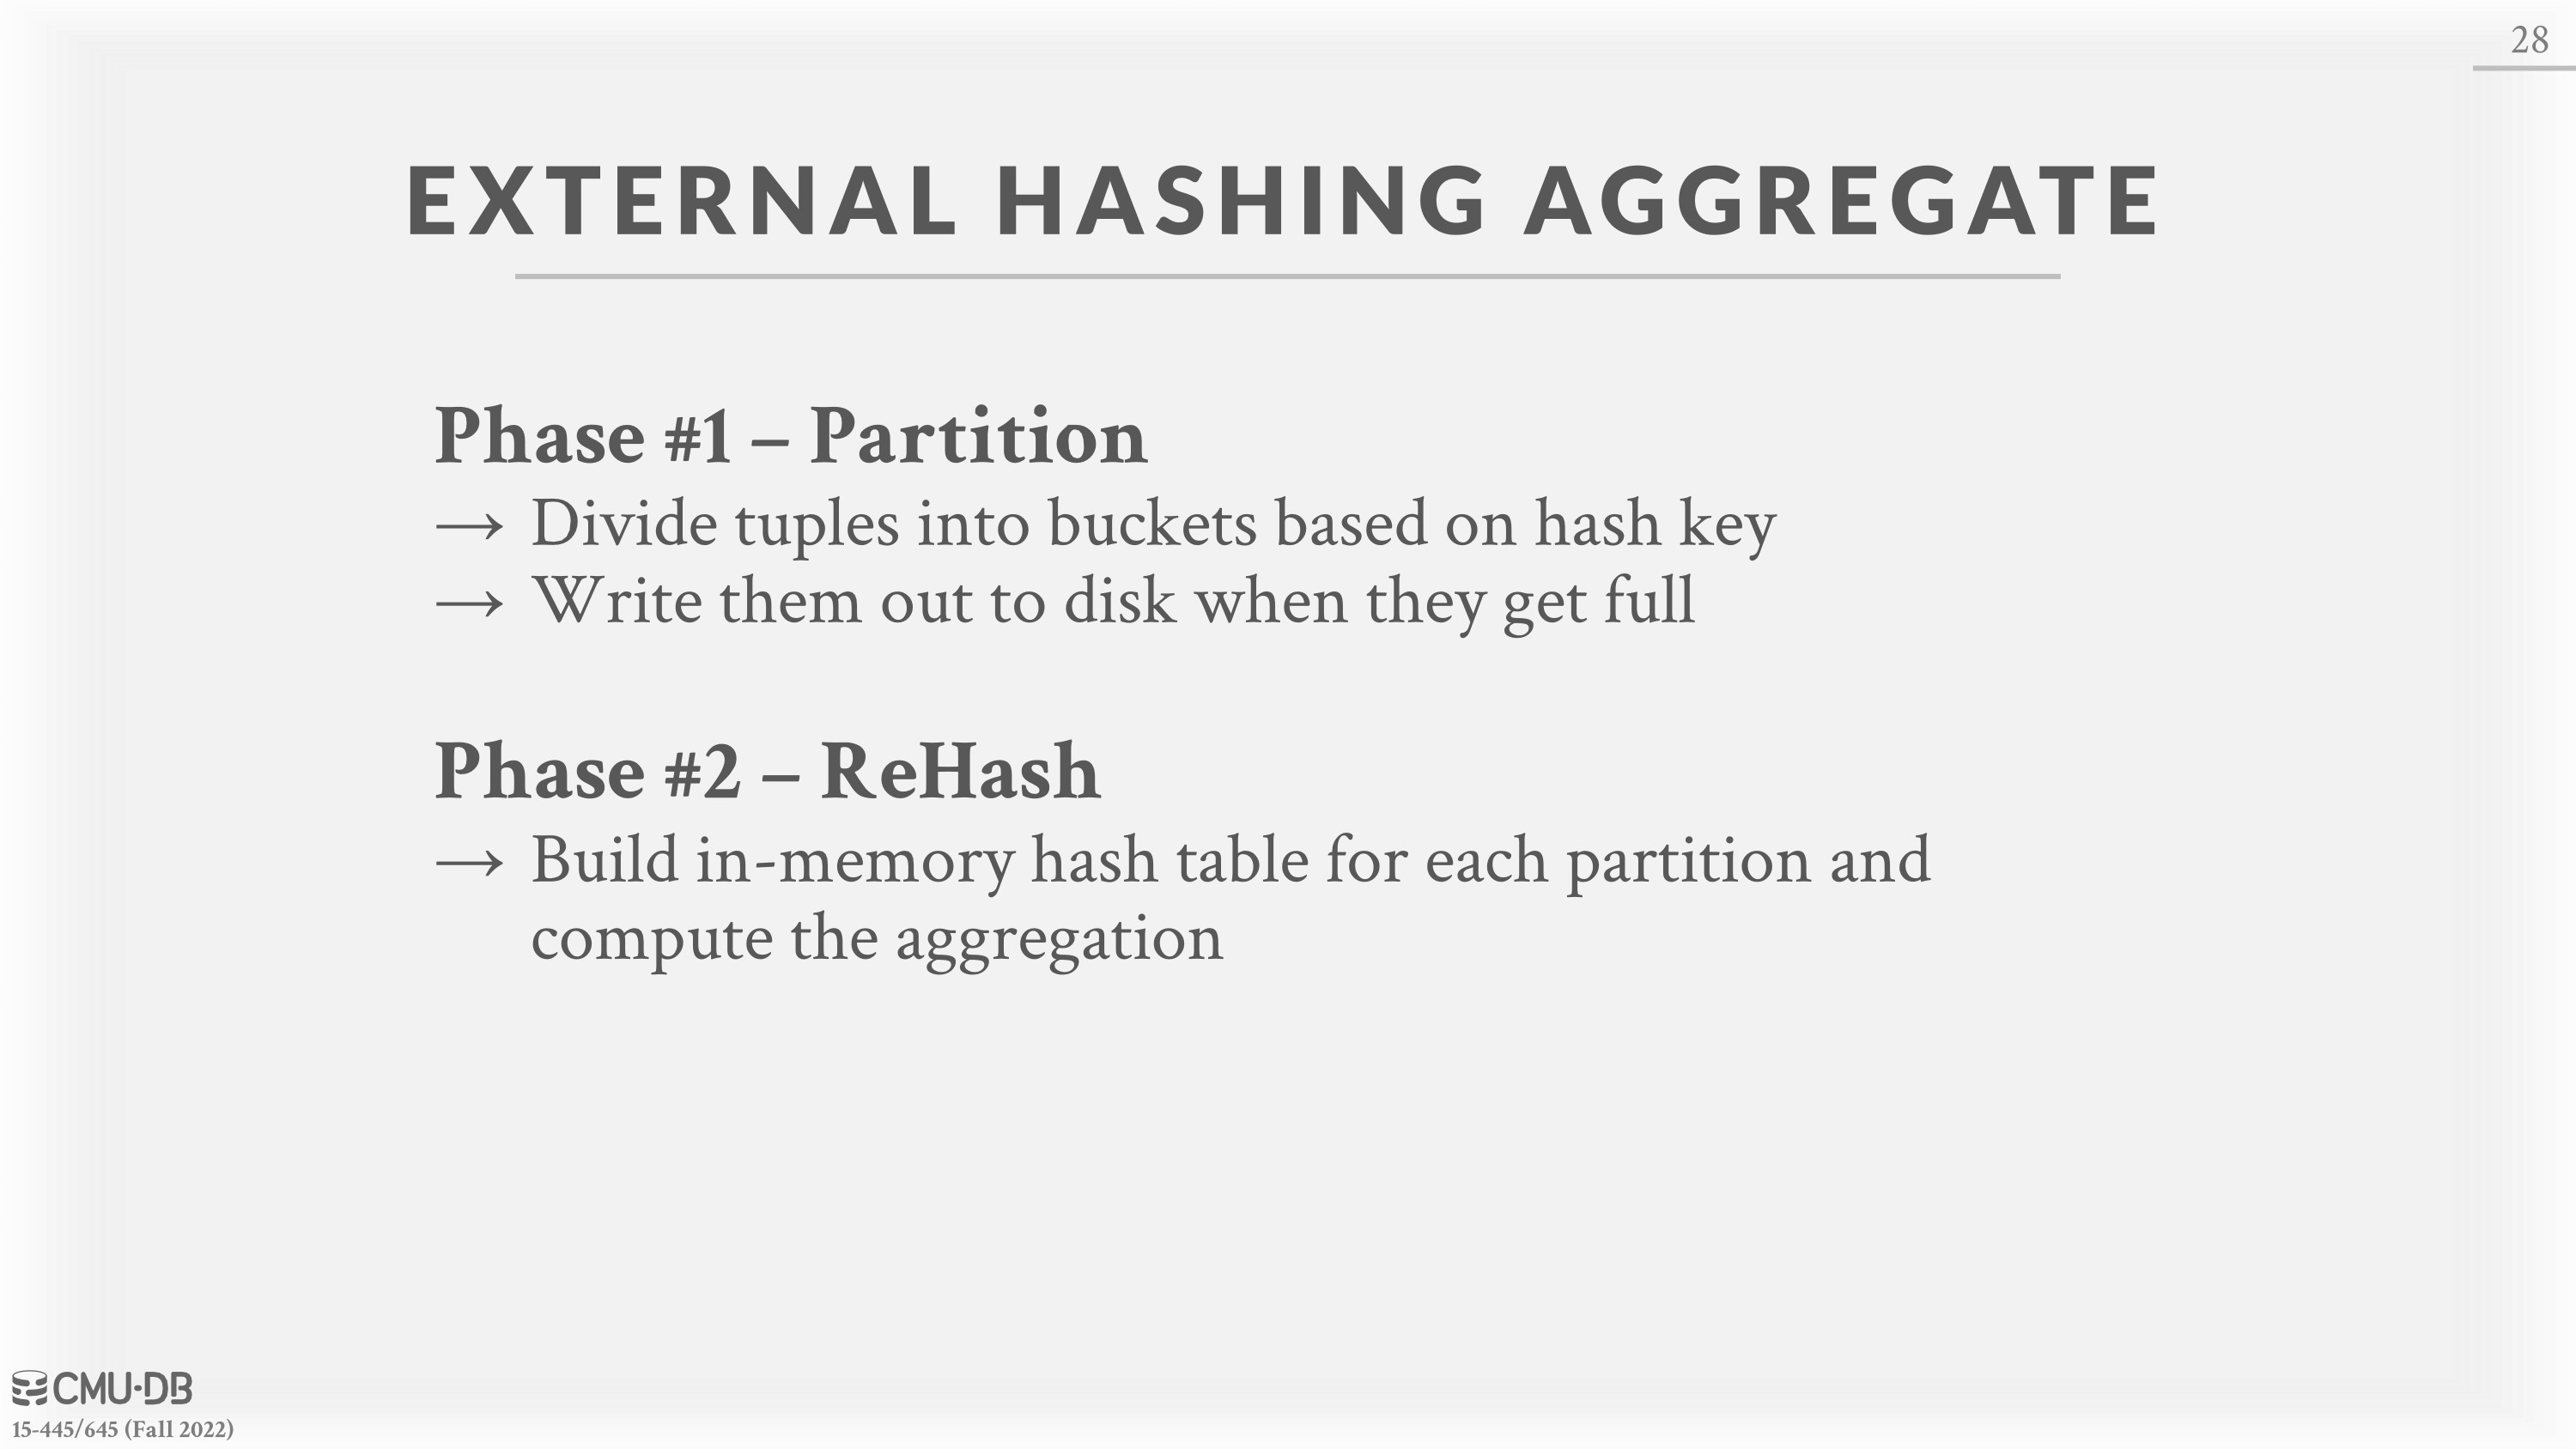 28
EXTERNAL HASHING AGGREGATE
Phase #1 – Partition
→ Divide tuples into buckets based on hash key
→ Write them out to disk when they get full
Phase #2 – ReHash
→ Build in-memory hash table for each partition and
compute the aggregation
CMU·DB
15-445/645 (Fall 2022)